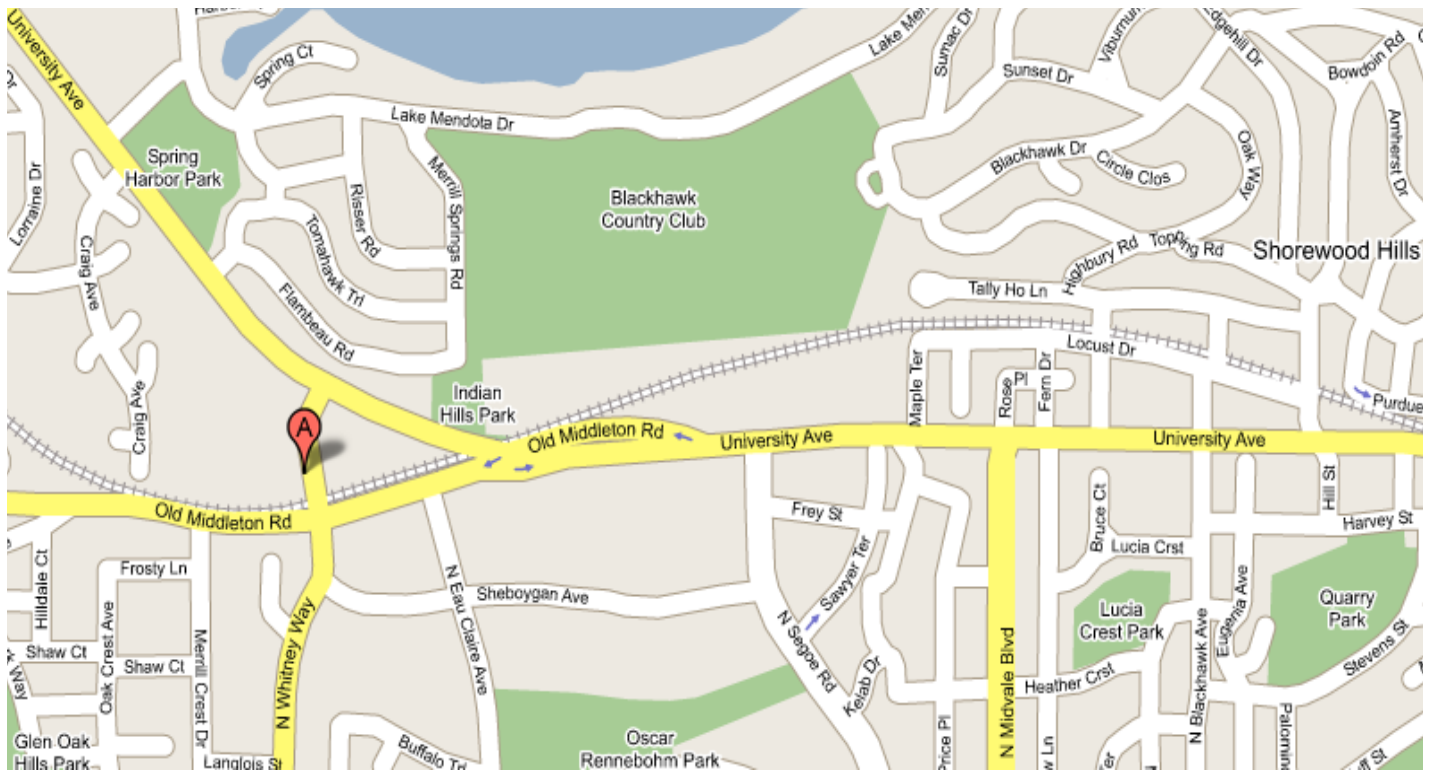 University Ave
Spring Ct
Lake Mendota Dr
Sumac Dr
Sunset Dr
Edgehill Dr
Bowdoin Rd
Amherst Dr
Lorraine Dr
Spring
Harbor Park
Risser Rd
Merrill Springs Rd
Blackhawk
Country Club
Blackhawk Dr
Circle Clos
Oak Way
Craig Ave
Tomahawk Trl
Flambeau Rd
Highbury Rd
Topping Rd
Shorewood Hills
Tally Ho Ln
Locust Dr
Purdue
Craig Ave
A
Indian
Hills Park
Maple Ter
Rose Pl
Fern Dr
Old Middleton Rd
University Ave
University Ave
Old Middleton Rd
Frey St
Bruce Ct
Hill St
Harvey St
Hilldale Ct
Frosty Ln
N Eau Claire Ave
Sheboygan Ave
Sawyer Ter
Lucia Crst
Lucia
Crest Park
Eugenia Ave
Quarry
Park
Oak Crest Ave
Shaw Ct
Shaw Ct
Merrill Crest Dr
N Whitney Way
N Segoe Rd
Kelab Dr
N Midvale Blvd
Heather Crst
N Blackhawk Ave
Stevens St
Way
Glen Oak
Hills Park
Langlois St
Buffalo Trl
Oscar
Rennebohm Park
Price Pl
Ln